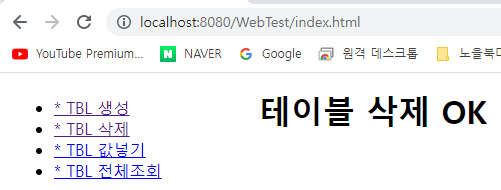 localhost:8080/WebTest/index.html
YouTube Premium...
NAVER
Google
원격 데스크톱
노을북마
* TBL 생성
* TBL 삭제
* TBL 값넣기
* TBL 전체조회
테이블 삭제 OK